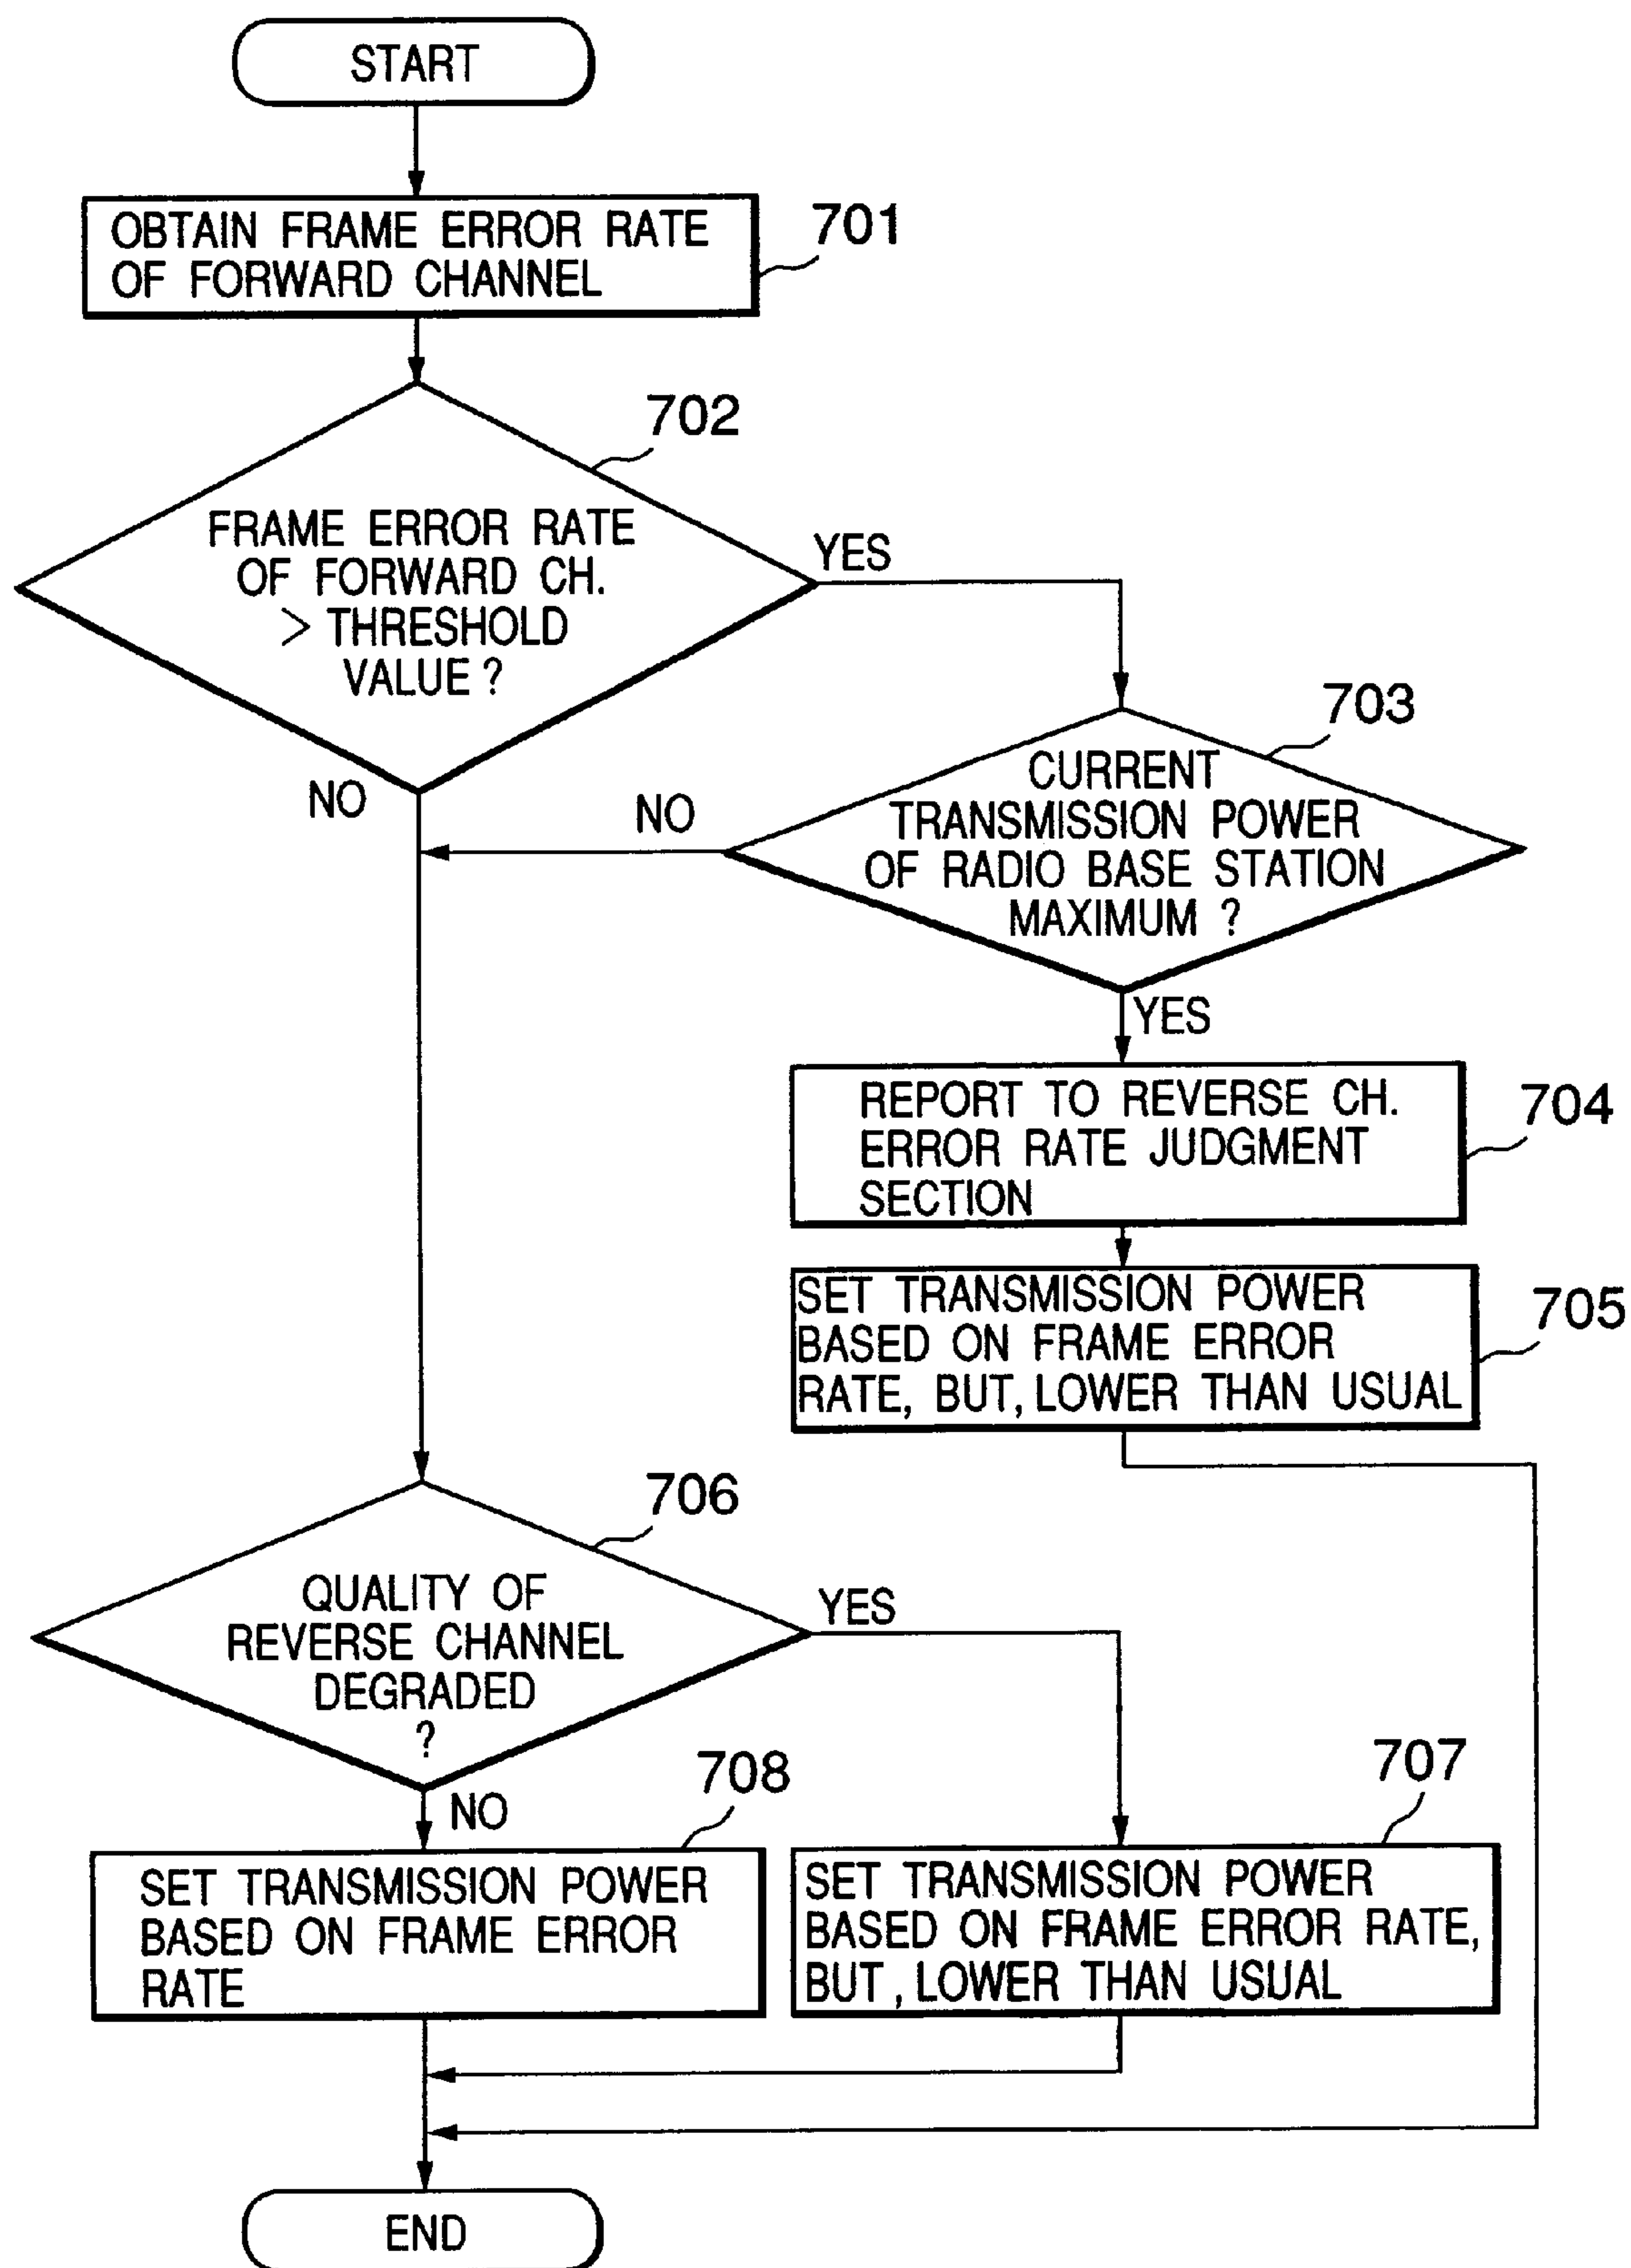 START
OBTAIN FRAME ERROR RATE
OF FORWARD CHANNEL
701
702
FRAME ERROR RATE
OF FORWARD CH.
> THRESHOLD
VALUE ?
YES
NO
703
CURRENT
TRANSMISSION POWER
OF RADIO BASE STATION
MAXIMUM ?
NO
YES
REPORT TO REVERSE CH.
ERROR RATE JUDGMENT
SECTION
704
SET TRANSMISSION POWER
BASED ON FRAME ERROR
RATE, BUT, LOWER THAN USUAL
705
706
QUALITY OF
REVERSE CHANNEL
DEGRADED
?
YES
NO
708
SET TRANSMISSION POWER
BASED ON FRAME ERROR
RATE
707
SET TRANSMISSION POWER
BASED ON FRAME ERROR RATE,
BUT, LOWER THAN USUAL
END